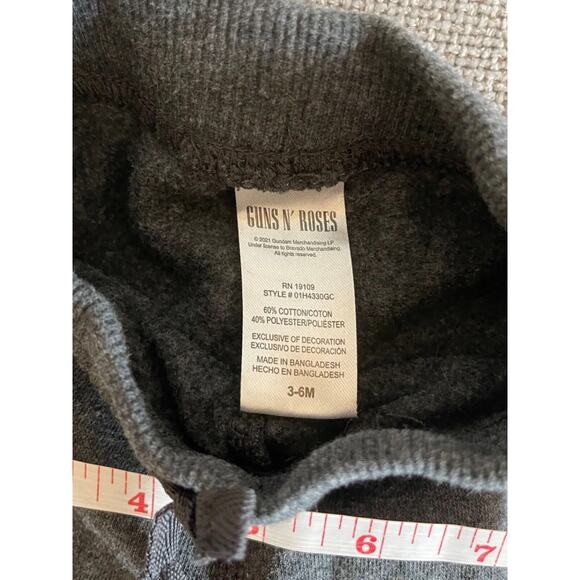 GUNS N' ROSES
© 2021 Gundam Merchandising LP.
Under license to Bravado Merchandising
All rights reserved.
RN 19109
STYLE # 01H4330GC
60% COTTON/COTON
40% POLYESTER/POLIÉSTER
EXCLUSIVE OF DECORATION
EXCLUSIVO DE DECORACIÓN
MADE IN BANGLADESH
HECHO EN BANGLADESH
3-6M
4 5 6 7